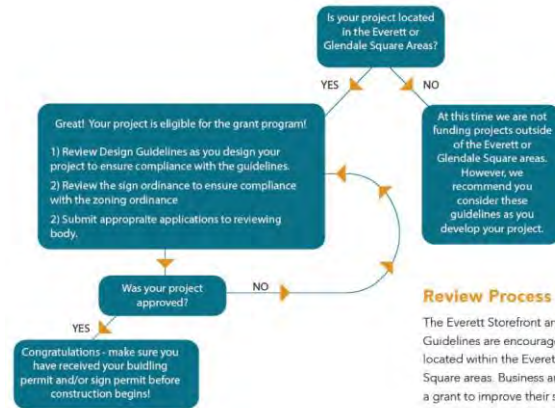 Is your project located
in the Everett or
Glendale Square Areas?
YES
NO
Great! Your project is eligible for the grant program!
1) Review Design Guidelines as you design your
project to ensure compliance with the guidelines.
2) Review the sign ordinance to ensure compliance
with the zoning ordinance
2) Submit appropraite applications to reviewing
body.
At this time we are not
funding projects outside
of the Everett or
Glendale Square areas.
However, we
recommend you
consider these
guidelines as you
develop your project.
Was your project
approved?
NO
YES
Congratulations - make sure you
have received your buidling
permit and/or sign permit before
construction begins!
Review Process
The Everett Storefront
Guidelines are
located within the
Square areas. Business
a grant to improve their